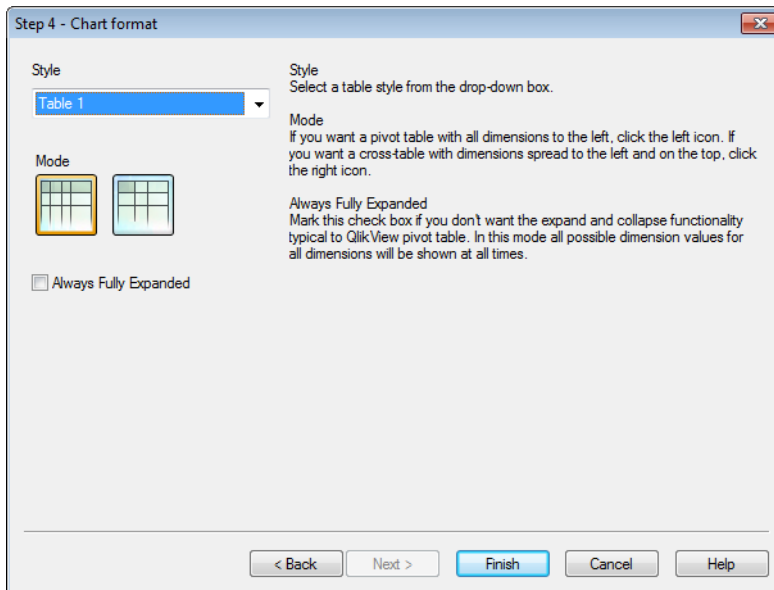 Step 4 - Chart format
Style
Table 1
Mode
Always Fully Expanded
Style
Select a table style from the drop-down box.
Mode
If you want a pivot table with all dimensions to the left, click the left icon. If
you want a cross-table with dimensions spread to the left and on the top, click
the right icon.
Always Fully Expanded
Mark this check box if you don't want the expand and collapse functionality
typical to QlikView pivot table. In this mode all possible dimension values for
all dimensions will be shown at all times.
< Back
Next >
Finish
Cancel
Help